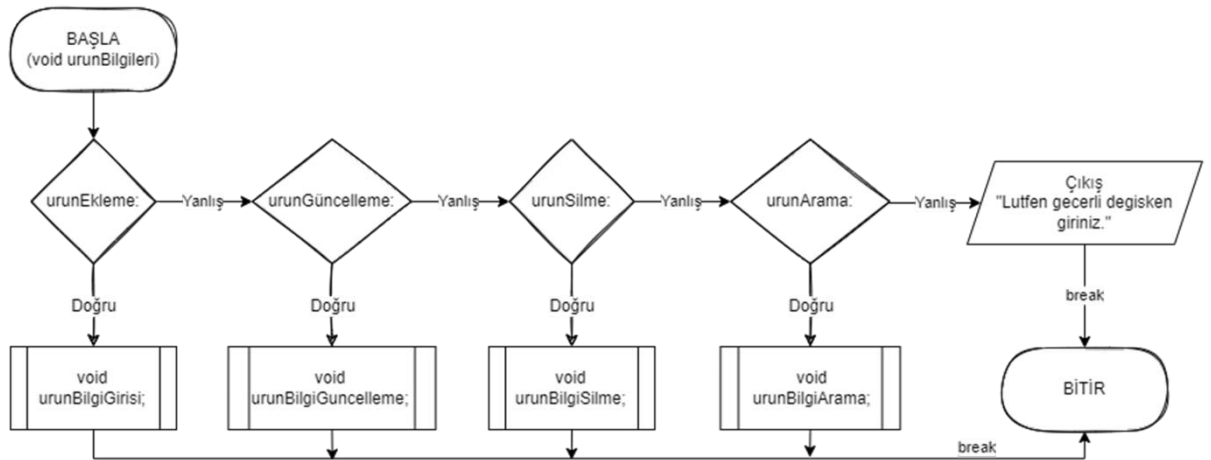 BAŞLA
(void urunBilgileri)
urunEkleme:
Yanlış
urunGüncelleme:
Yanlış
urunSilme:
Yanlış
urunArama:
Yanlış
Çıkış
"Lutfen gecerli degisken
giriniz."
Doğru
Doğru
Doğru
Doğru
break
void
urunBilgiGirisi;
void
urunBilgiGuncelleme;
void
urunBilgiSilme;
void
urunBilgiArama;
BİTİR
break